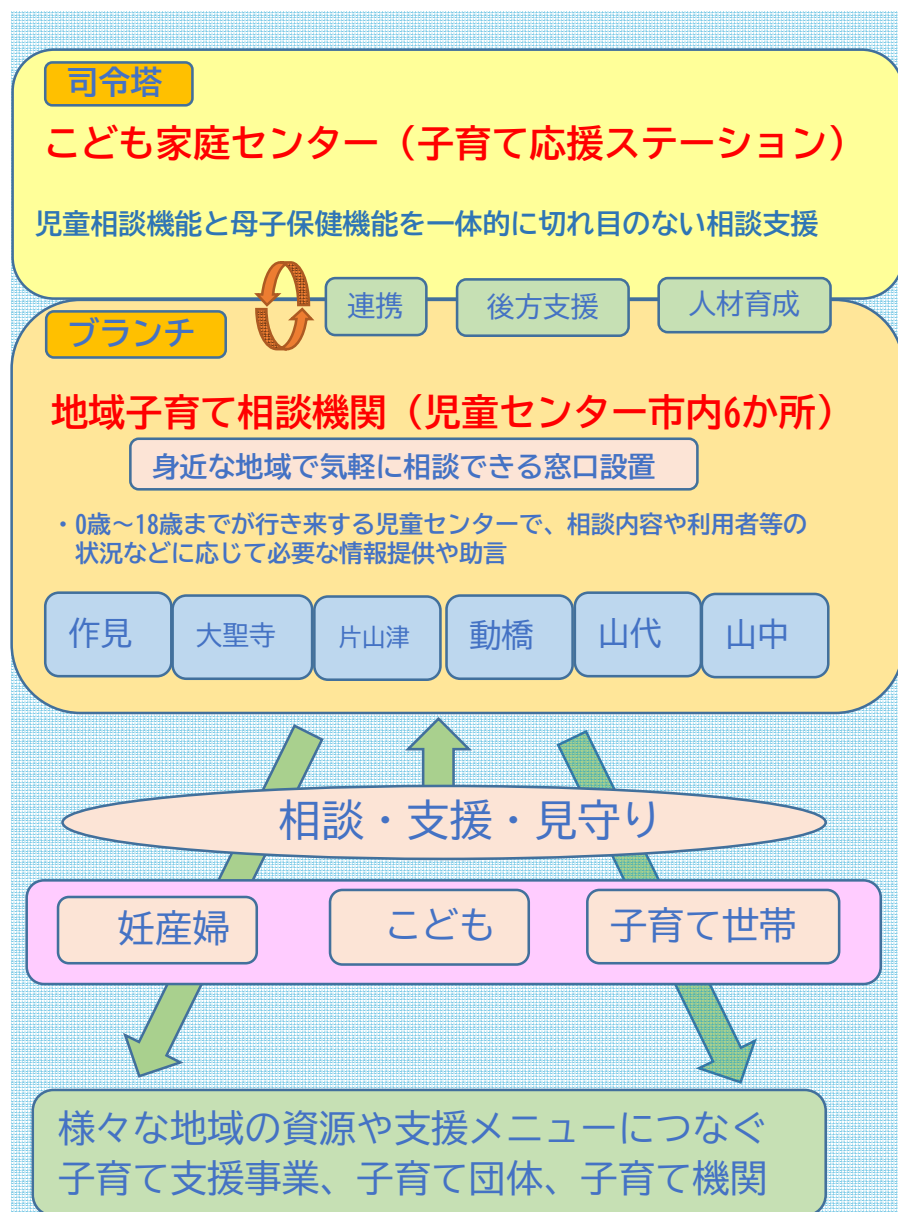 司令塔
こども家庭センター（子育て応援ステーション）
児童相談機能と母子保健機能を一体的に切れ目のない相談支援
連携
後方支援
人材育成
ブランチ
地域子育て相談機関（児童センター市内6か所）
身近な地域で気軽に相談できる窓口設置
・0歳～18歳までが行き来する児童センターで、相談内容や利用者等の
状況などに応じて必要な情報提供や助言
作見
大聖寺
片山津
動橋
山代
山中
相談・支援・見守り
妊産婦
こども
子育て世帯
様々な地域の資源や支援メニューにつなぐ
子育て支援事業、子育て団体、子育て機関